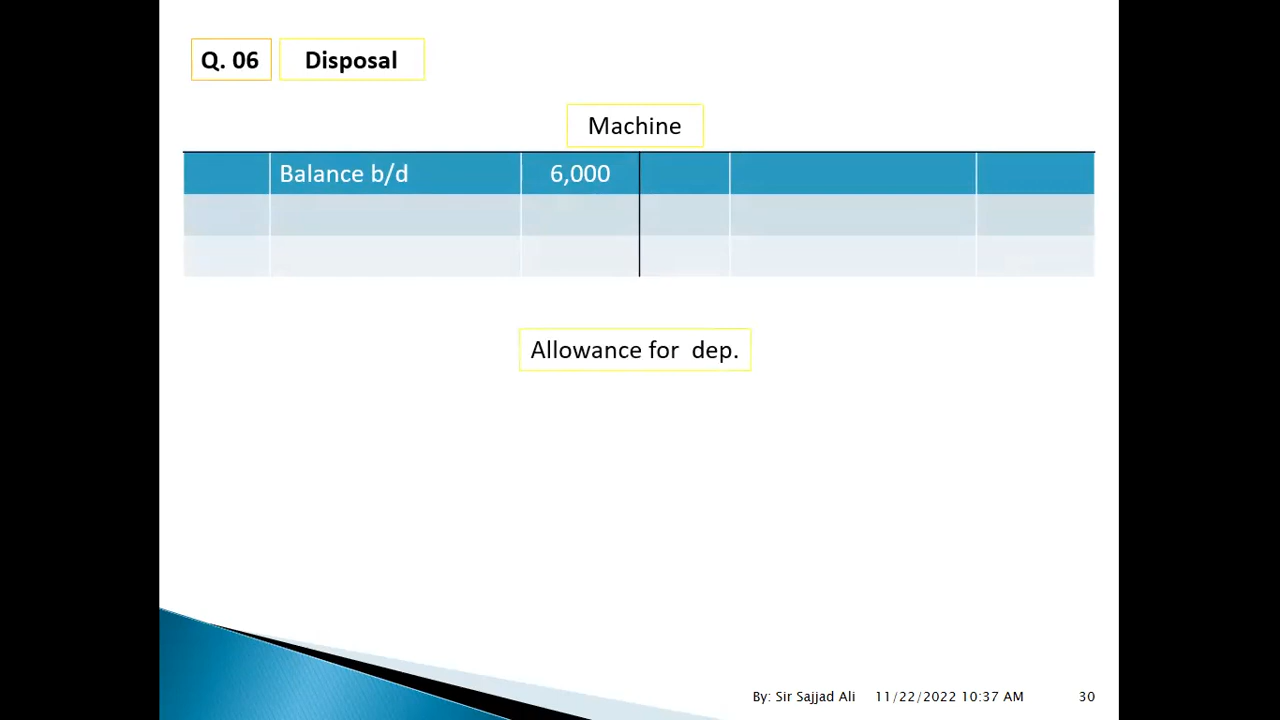 Q. 06 Disposal
Machine
Balance b/d 6,000
Allowance for dep.
By: Sir Sajjad Ali 11/22/2022 10:37 AM 30